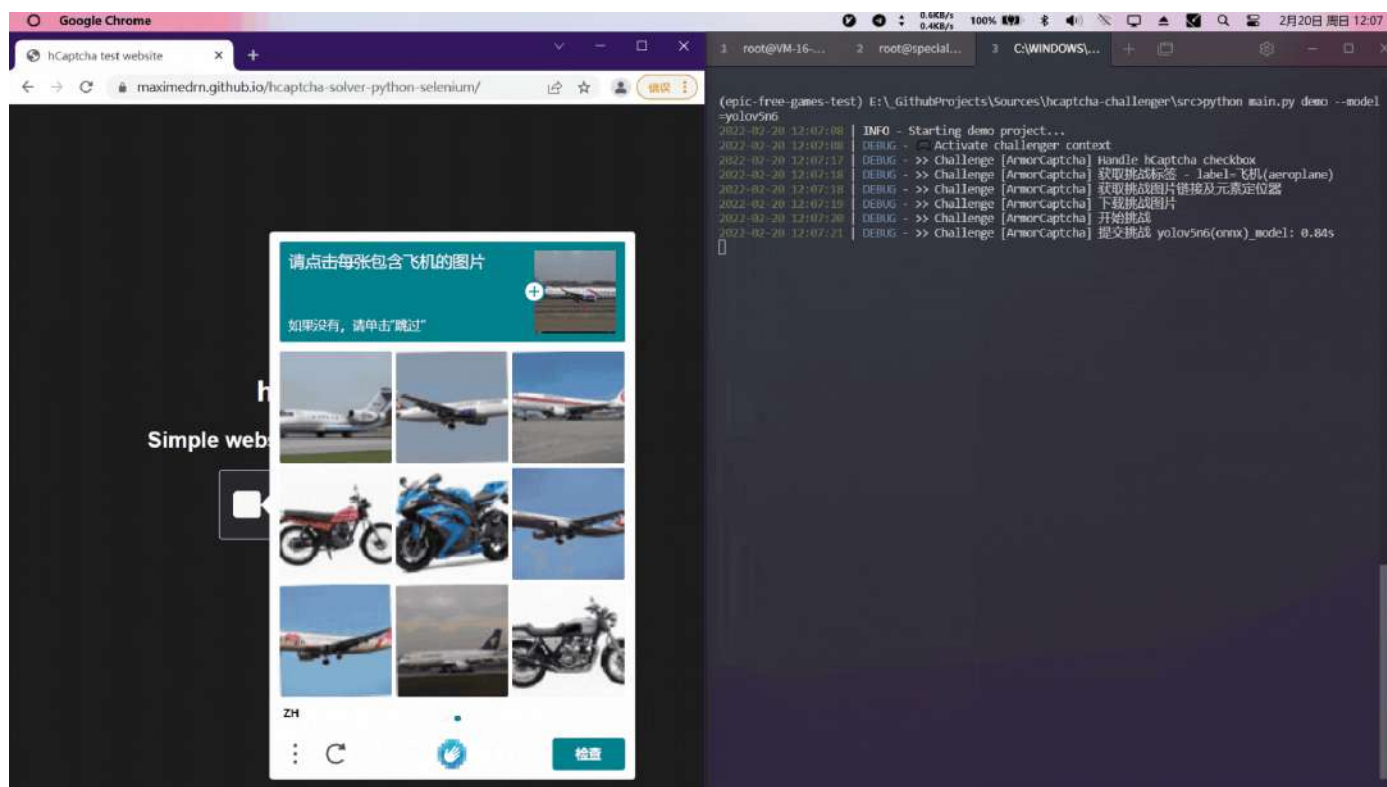 Google Chrome
0.6KB/s
0.4KB/s
100%
2月20日 周日 12:07
hCaptcha test website
maximedrn.github.io/hcaptcha-solver-python-selenium/
错误
h
Simple webs
请点击每张包含飞机的图片
如果没有，请单击"跳过"
ZH
检查
1 root@VM-16-...
2 root@special...
3 C:\WINDOWS\...
(epic-free-games-test) E:\_GithubProjects\Sources\hcaptcha-challenger\src>python main.py demo --model
=yolov5n6
2022-02-20 12:07:08 | INFO - Starting demo project...
2022-02-20 12:07:08 | DEBUG - Activate challenger context
2022-02-20 12:07:17 | DEBUG - >> Challenge [ArmorCaptcha] Handle hCaptcha checkbox
2022-02-20 12:07:18 | DEBUG - >> Challenge [ArmorCaptcha] 获取挑战标签 - label=飞机(aeroplane)
2022-02-20 12:07:18 | DEBUG - >> Challenge [ArmorCaptcha] 获取挑战图片链接及元素定位器
2022-02-20 12:07:19 | DEBUG - >> Challenge [ArmorCaptcha] 下载挑战图片
2022-02-20 12:07:20 | DEBUG - >> Challenge [ArmorCaptcha] 开始挑战
2022-02-20 12:07:21 | DEBUG - >> Challenge [ArmorCaptcha] 提交挑战 yolov5n6(onnx)_model: 0.84s